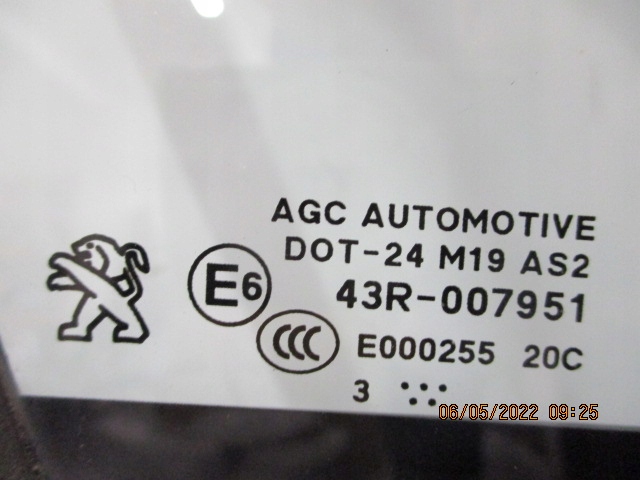 AGC AUTOMOTIVE
DOT-24 M19 AS2
E6 43R-007951
CCC E000255 20C
3
06/05/2022 09:25